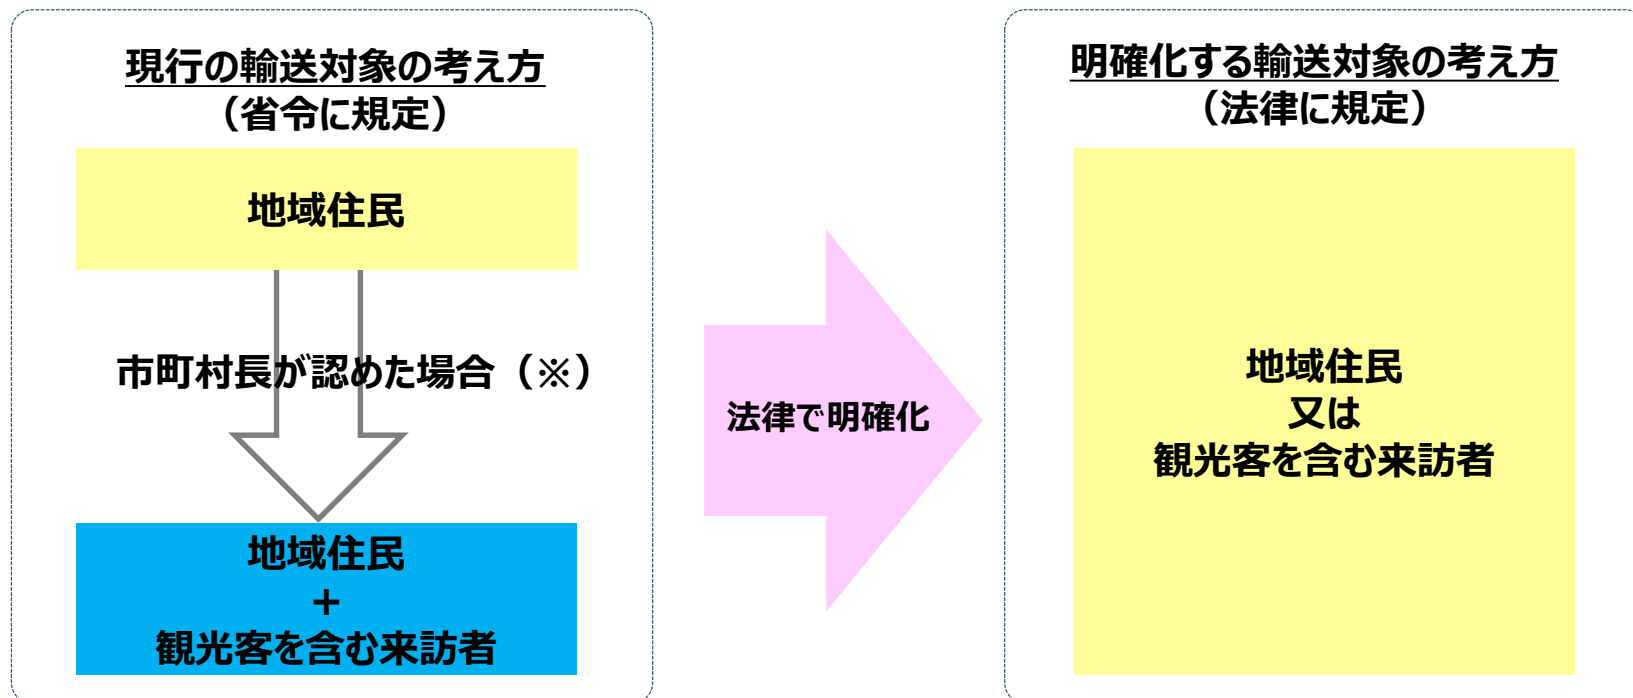 現行の輸送対象の考え方
（省令に規定）
地域住民
市町村長が認めた場合（※）
地域住民
＋
観光客を含む来訪者
法律で明確化
明確化する輸送対象の考え方
（法律に規定）
地域住民
又は
観光客を含む来訪者